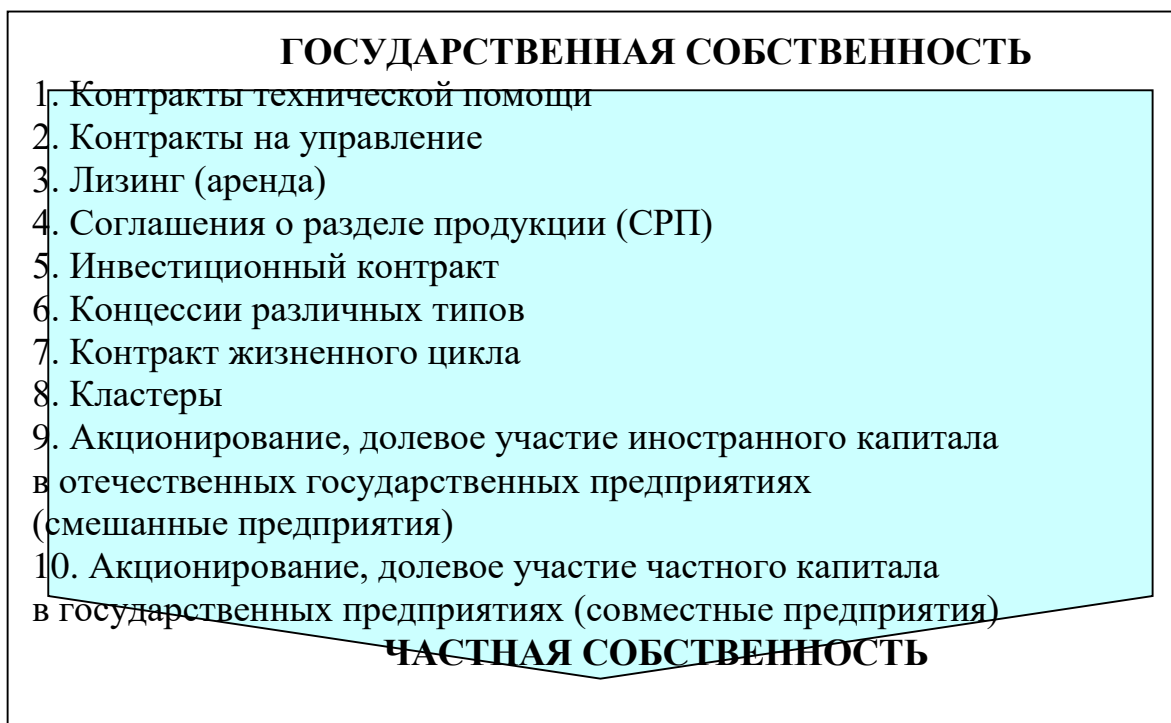 ГОСУДАРСТВЕННАЯ СОБСТВЕННОСТЬ
1. Контракты технической помощи
2. Контракты на управление
3. Лизинг (аренда)
4. Соглашения о разделе продукции (СРП)
5. Инвестиционный контракт
6. Концессии различных типов
7. Контракт жизненного цикла
8. Кластеры
9. Акционирование, долевое участие иностранного капитала
в отечественных государственных предприятиях
(смешанные предприятия)
10. Акционирование, долевое участие частного капитала
в государственных предприятиях (совместные предприятия)
ЧАСТНАЯ СОБСТВЕННОСТЬ